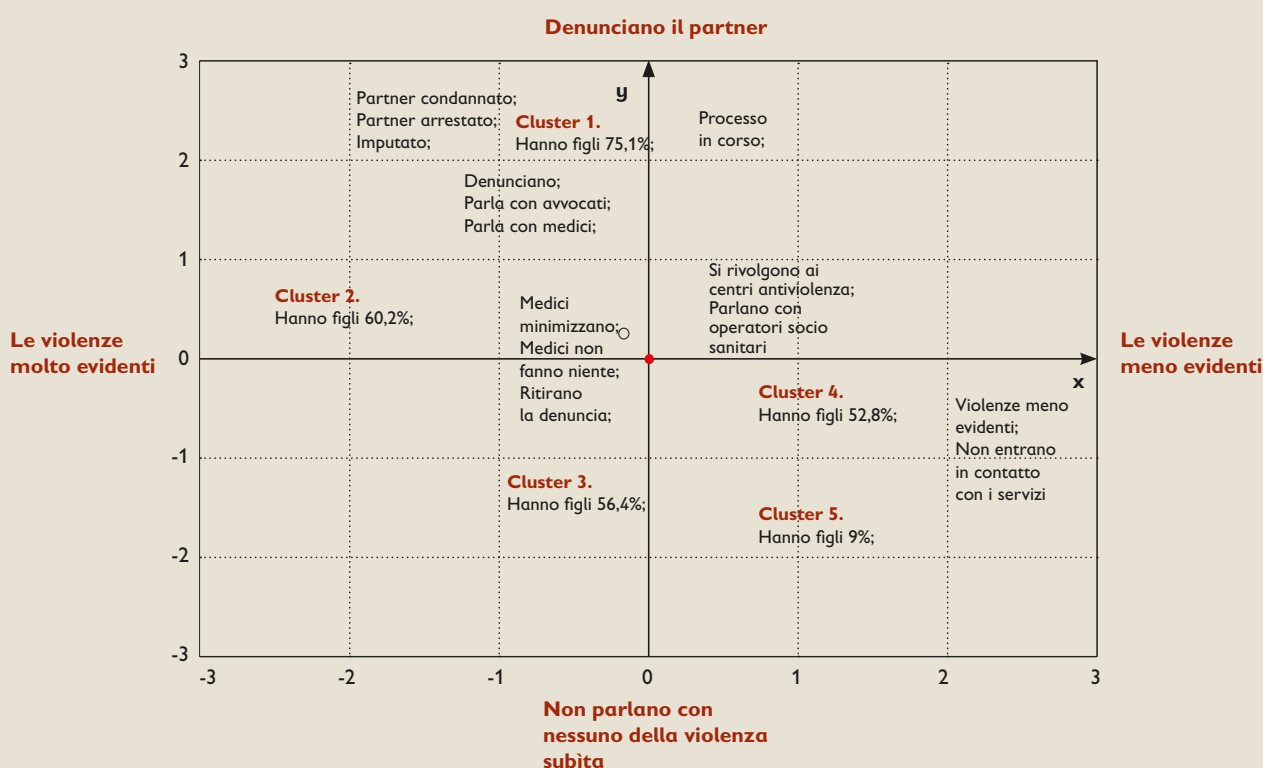 Denunciano il partner
3
y
Partner condannato;
Partner arrestato;
Imputato;
Cluster 1.
Hanno figli 75,1%;
Processo
in corso;
2
Denunciano;
Parla con avvocati;
Parla con medici;
1
Si rivolgono ai
centri antiviolenza;
Parlano con
operatori socio
sanitari
Cluster 2.
Hanno figli 60,2%;
Medici
minimizzano;
Medici non
fanno niente;
Ritirano
la denuncia;
Le violenze
molto evidenti
0
Le violenze
meno evidenti
x
Cluster 4.
Hanno figli 52,8%;
Violenze meno
evidenti;
Non entrano
in contatto
con i servizi
-1
Cluster 3.
Hanno figli 56,4%;
Cluster 5.
Hanno figli 9%;
-2
-3
-3 -2 -1 0 1 2 3
Non parlano con
nessuno della violenza
subìta